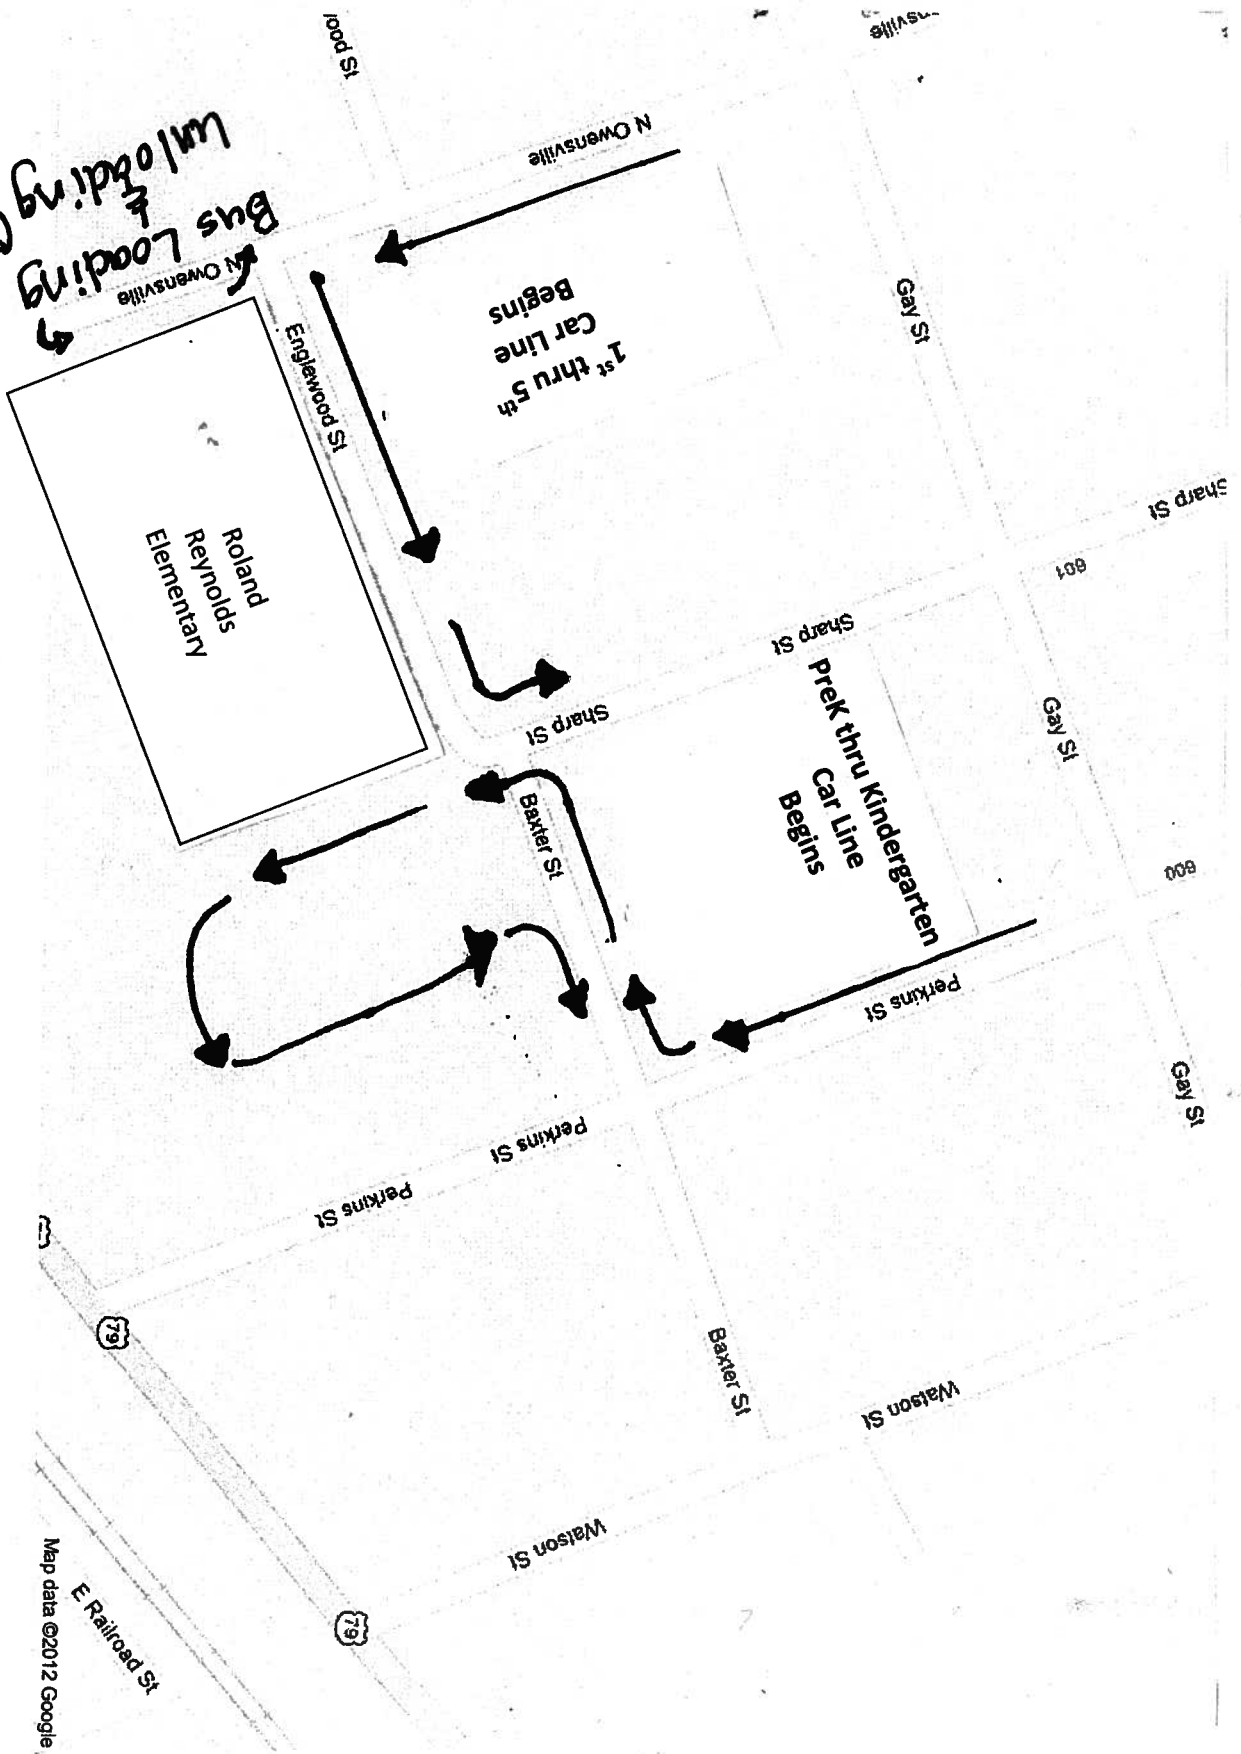 Bus Loading
&
Unloading
N Owensville
N Owensville
Englewood St
1st thru 5th
Car Line
Begins
Gay St
Sharp St
601
Roland
Reynolds
Elementary
Sharp St
Sharp St
PreK thru Kindergarten
Car Line
Begins
Gay St
600
Baxter St
Perkins St
Gay St
Perkins St
Perkins St
79
Baxter St
Watson St
Watson St
79
E Railroad St
Map data ©2012 Google